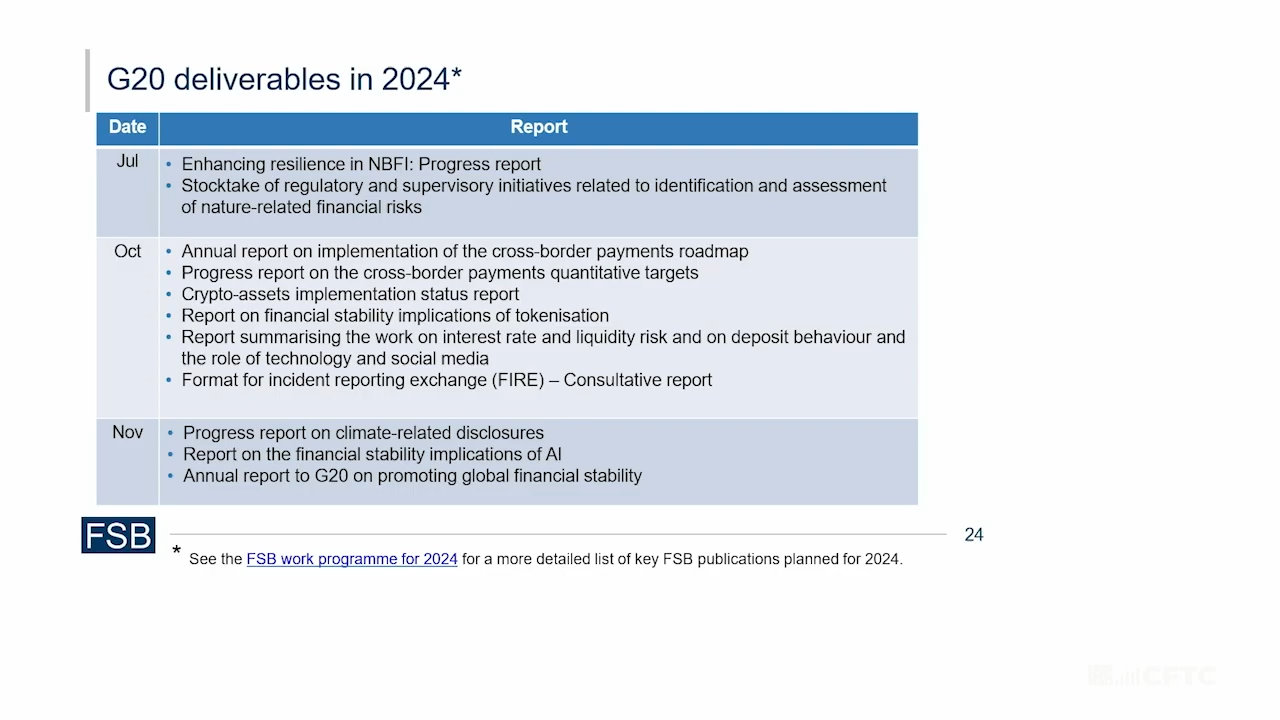 G20 deliverables in 2024*
Date
Report
Jul
• Enhancing resilience in NBFI: Progress report
• Stocktake of regulatory and supervisory initiatives related to identification and assessment
of nature-related financial risks
Oct
• Annual report on implementation of the cross-border payments roadmap
• Progress report on the cross-border payments quantitative targets
• Crypto-assets implementation status report
• Report on financial stability implications of tokenisation
• Report summarising the work on interest rate and liquidity risk and on deposit behaviour and
the role of technology and social media
• Format for incident reporting exchange (FIRE) – Consultative report
Nov
• Progress report on climate-related disclosures
• Report on the financial stability implications of AI
• Annual report to G20 on promoting global financial stability
FSB
24
* See the FSB work programme for 2024 for a more detailed list of key FSB publications planned for 2024.
CFTC